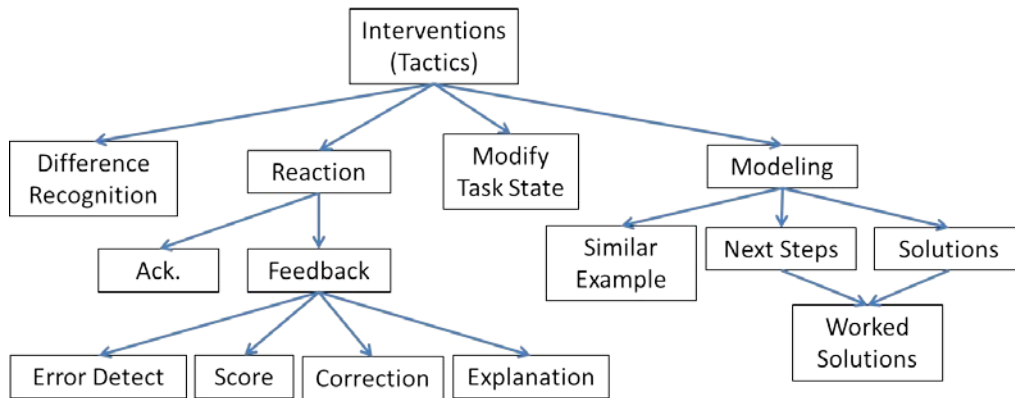 Interventions
(Tactics)
Difference
Recognition
Reaction
Modify
Task State
Modeling
Ack.
Feedback
Similar
Example
Next Steps
Solutions
Error Detect
Score
Correction
Explanation
Worked
Solutions